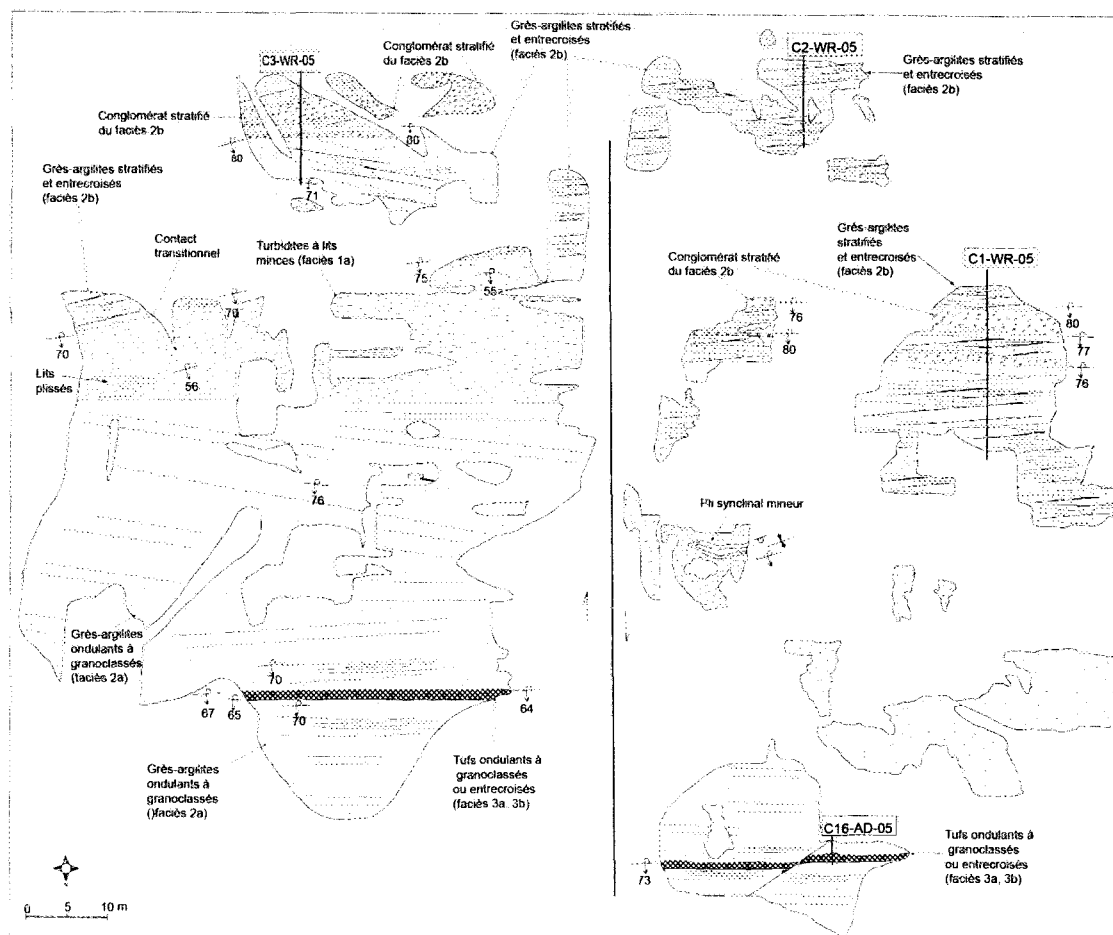 Grès-argilites stratifiés
et entrecroisés
(faciès 2b)
Conglomérat stratifié
du faciès 2b
C3-WR-05
C2-WR-05
Grès-argilites stratifiés
et entrecroisés
(faciès 2b)
Conglomérat stratifié
du faciès 2b
80
80
71
Grès-argilites stratifiés
et entrecroisés
(faciès 2b)
Contact
transitionnel
Turbidites à lits
minces (faciès 1a)
Grès-argilites
stratifiés
et entrecroisés
(faciès 2b)
Conglomérat stratifié
du faciès 2b
C1-WR-05
75
55
70
70
76
80
80
77
76
Lits
plissés
56
76
Pli synclinal mineur
Grès-argilites
ondulants à
granoclassés
(faciès 2a)
70
67
65
70
64
Grès-argilites
ondulants à
granoclassés
()faciès 2a)
Tufs ondulants à
granoclassés
ou entrecroisés
(faciès 3a, 3b)
C16-AD-05
Tufs ondulants à
granoclassés
ou entrecroisés
(faciès 3a, 3b)
73
0 5 10 m